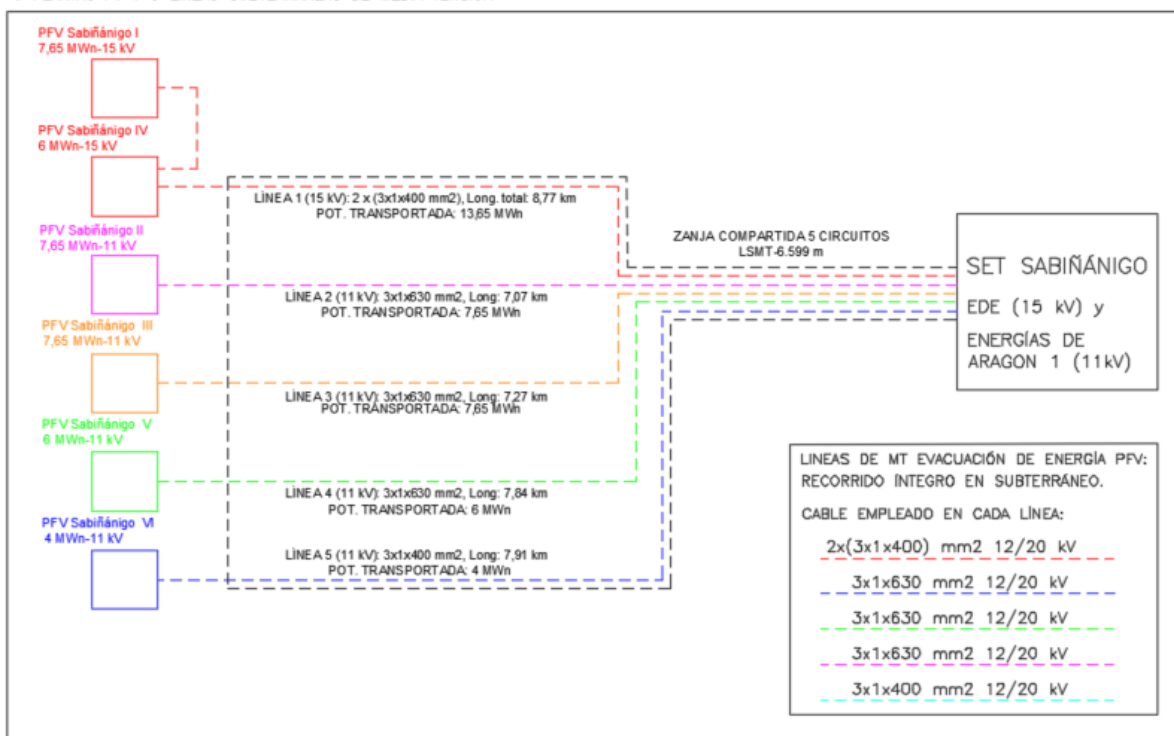 PFV Sabiñánigo I
7,65 MWn-15 kV
PFV Sabiñánigo IV
6 MWn-15 kV
LÍNEA 1 (15 kV): 2 x (3x1x400 mm2), Long. total: 8,77 km
POT. TRANSPORTADA: 13,65 MWn
PFV Sabiñánigo II
7,65 MWn-11 kV
LÍNEA 2 (11 kV): 3x1x630 mm2, Long: 7,07 km
POT. TRANSPORTADA: 7,65 MWn
PFV Sabiñánigo III
7,65 MWn-11 kV
LÍNEA 3 (11 kV): 3x1x630 mm2, Long: 7,27 km
POT. TRANSPORTADA: 7,65 MWn
PFV Sabiñánigo V
6 MWn-11 kV
LÍNEA 4 (11 kV): 3x1x630 mm2, Long: 7,84 km
POT. TRANSPORTADA: 6 MWn
PFV Sabiñánigo VI
4 MWn-11 kV
LÍNEA 5 (11 kV): 3x1x400 mm2, Long: 7,91 km
POT. TRANSPORTADA: 4 MWn
ZANJA COMPARTIDA 5 CIRCUITOS
LSMT-6.599 m
SET SABIÑÁNIGO
EDE (15 kV) y
ENERGÍAS DE
ARAGON 1 (11kV)
LINEAS DE MT EVACUACIÓN DE ENERGÍA PFV:
RECORRIDO ÍNTEGRO EN SUBTERRÁNEO.
CABLE EMPLEADO EN CADA LÍNEA:
2x(3x1x400) mm2 12/20 kV
3x1x630 mm2 12/20 kV
3x1x630 mm2 12/20 kV
3x1x630 mm2 12/20 kV
3x1x400 mm2 12/20 kV